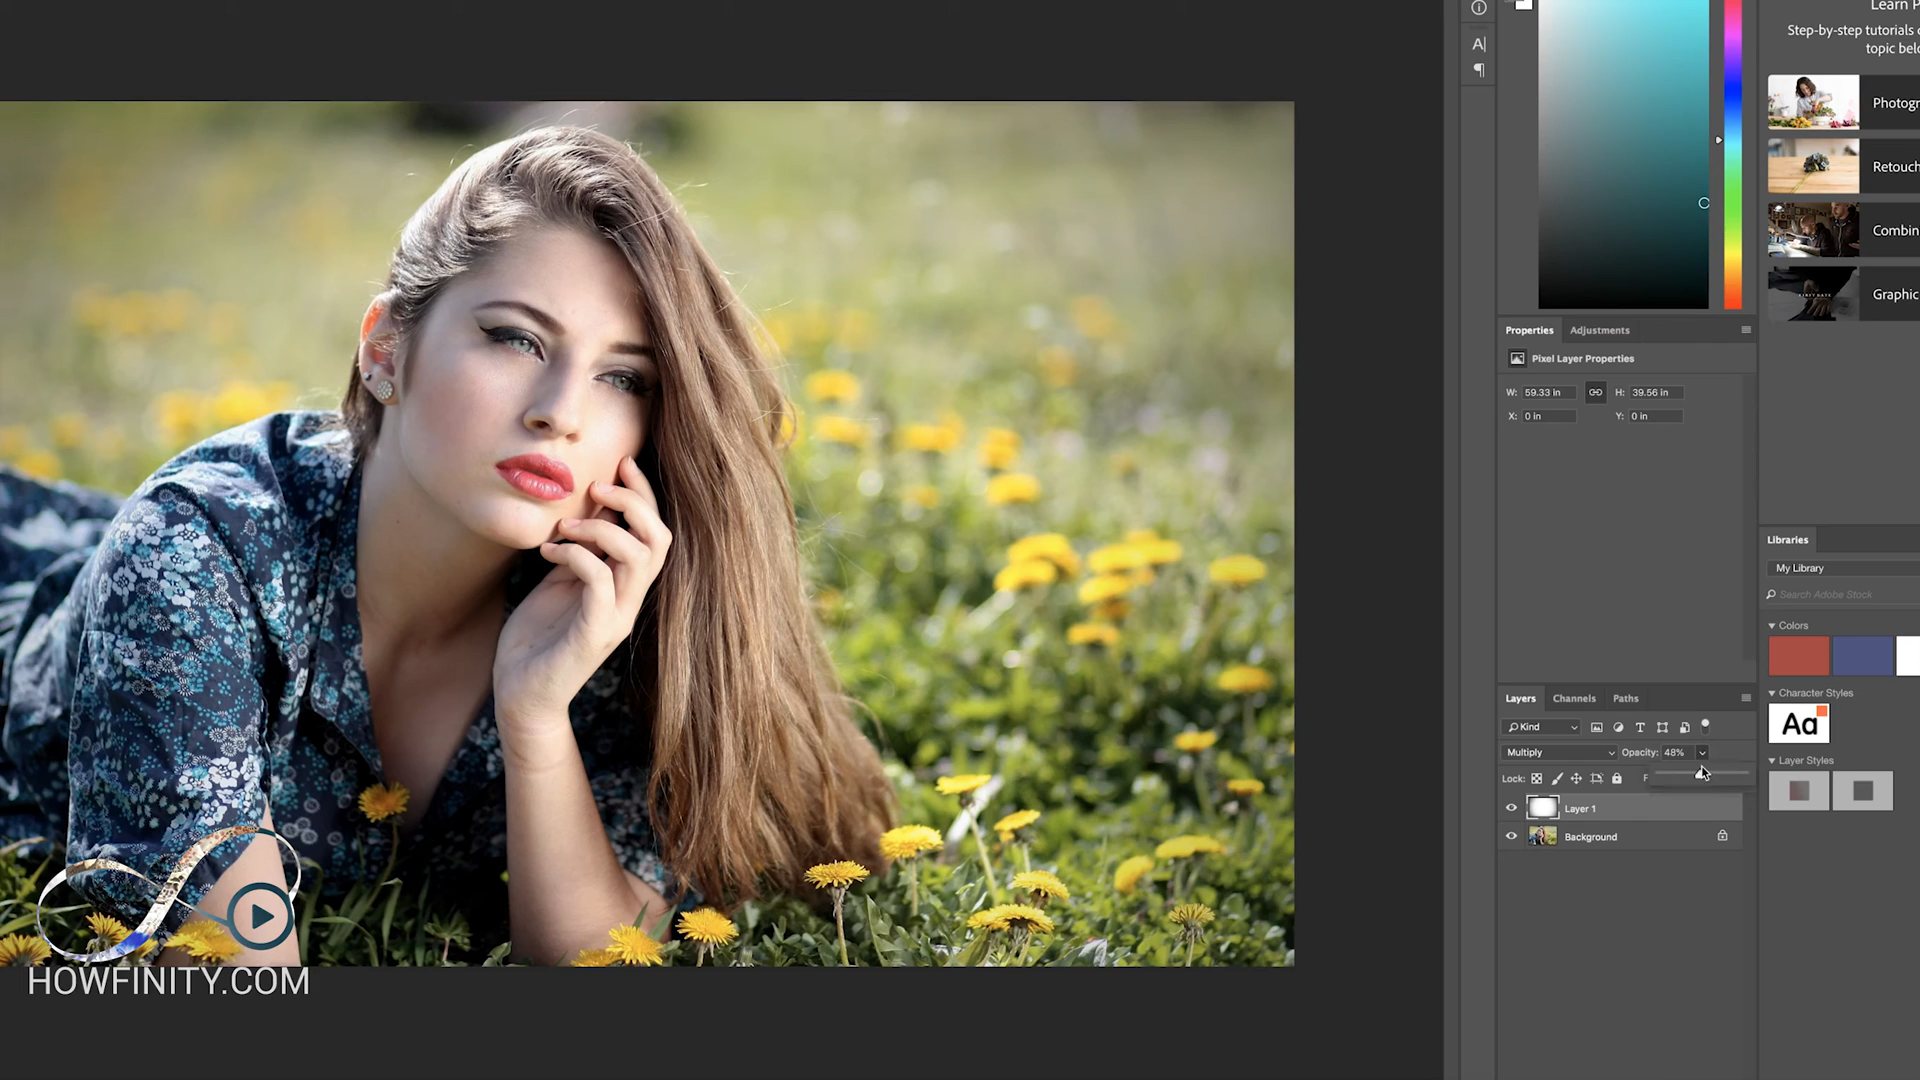 Learn P
Step-by-step tutorials
topic belo
A|
Photogr
Retouch
Combin
Graphic
Properties
Adjustments
Pixel Layer Properties
W: 59.33 in
H: 39.56 in
X: 0 in
Y: 0 in
Libraries
My Library
Search Adobe Stock
Colors
Layers
Channels
Paths
Character Styles
Kind
Aa
Multiply
Opacity: 48%
Layer Styles
Lock:
F
Layer 1
Background
HOWFINITY.COM